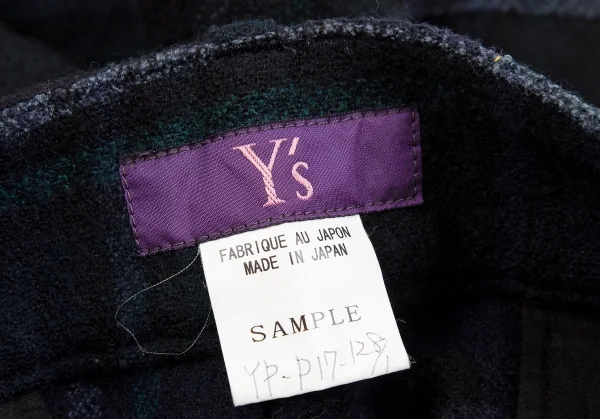 Y's
FABRIQUE AU JAPON
MADE IN JAPAN
SAMPLE
YP-P17-128